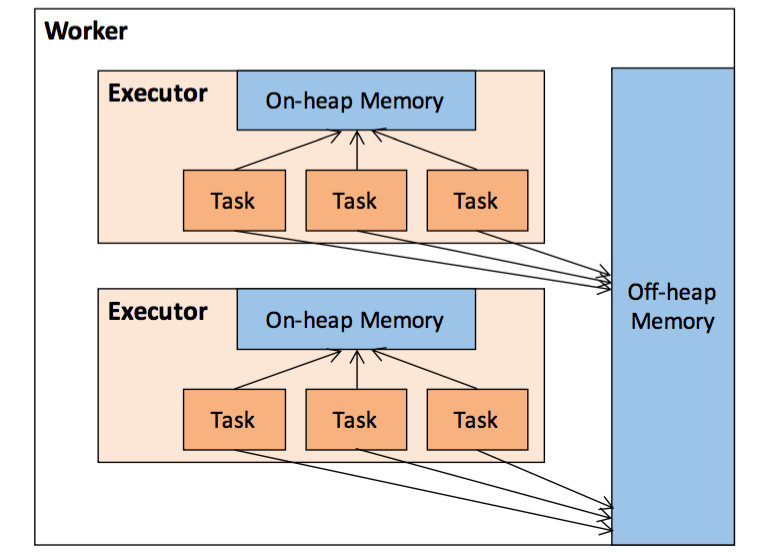 Worker
Executor
On-heap Memory
Task
Task
Task
Executor
On-heap Memory
Task
Task
Task
Off-heap
Memory